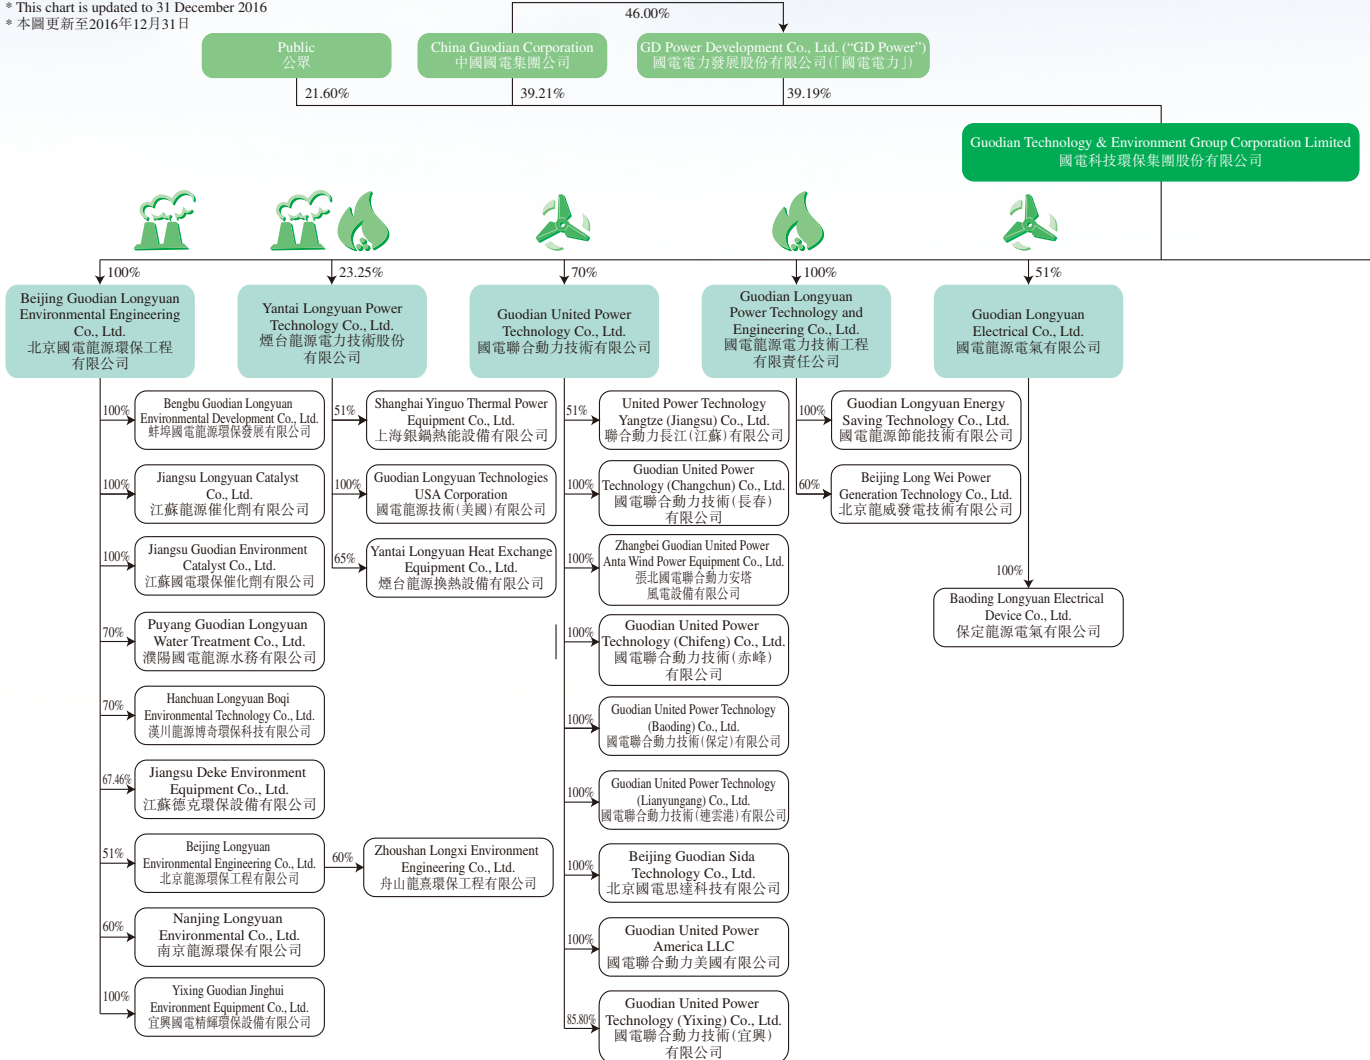 * This chart is updated to 31 December 2016
* 本圖更新至2016年12月31日
46.00%
Public
公眾
China Guodian Corporation
中國國電集團公司
GD Power Development Co., Ltd. (“GD Power”)
國電電力發展股份有限公司(「國電電力」)
21.60%
39.21%
39.19%
Guodian Technology & Environment Group Corporation Limited
國電科技環保集團股份有限公司
100%
23.25%
70%
100%
51%
Beijing Guodian Longyuan
Environmental Engineering
Co., Ltd.
北京國電龍源環保工程
有限公司
Yantai Longyuan Power
Technology Co., Ltd.
煙台龍源電力技術股份
有限公司
Guodian United Power
Technology Co., Ltd.
國電聯合動力技術有限公司
Guodian Longyuan
Power Technology and
Engineering Co., Ltd.
國電龍源電力技術工程
有限責任公司
Guodian Longyuan
Electrical Co., Ltd.
國電龍源電氣有限公司
100%
Bengbu Guodian Longyuan
Environmental Development Co., Ltd.
蚌埠國電龍源環保發展有限公司
100%
Jiangsu Longyuan Catalyst
Co., Ltd.
江蘇龍源催化劑有限公司
100%
Jiangsu Guodian Environment
Catalyst Co., Ltd.
江蘇國電環保催化劑有限公司
70%
Puyang Guodian Longyuan
Water Treatment Co., Ltd.
濮陽國電龍源水務有限公司
70%
Hanchuan Longyuan Boqi
Environmental Technology Co., Ltd.
漢川龍源博奇環保科技有限公司
67.46%
Jiangsu Deke Environment
Equipment Co., Ltd.
江蘇德克環保設備有限公司
51%
Beijing Longyuan
Environmental Engineering Co., Ltd.
北京龍源環保工程有限公司
60%
Zhoushan Longxi Environment
Engineering Co., Ltd.
舟山龍熹環保工程有限公司
60%
Nanjing Longyuan
Environmental Co., Ltd.
南京龍源環保有限公司
100%
Yixing Guodian Jinghui
Environment Equipment Co., Ltd.
宜興國電精輝環保設備有限公司
51%
Shanghai Yinguo Thermal Power
Equipment Co., Ltd.
上海銀鍋熱能設備有限公司
100%
Guodian Longyuan Technologies
USA Corporation
國電龍源技術(美國)有限公司
65%
Yantai Longyuan Heat Exchange
Equipment Co., Ltd.
煙台龍源換熱設備有限公司
51%
United Power Technology
Yangtze (Jiangsu) Co., Ltd.
聯合動力長江(江蘇)有限公司
100%
Guodian United Power
Technology (Changchun) Co., Ltd.
國電聯合動力技術(長春)
有限公司
100%
Zhangbei Guodian United Power
Anta Wind Power Equipment Co., Ltd.
張北國電聯合動力安塔
風電設備有限公司
100%
Guodian United Power
Technology (Chifeng) Co., Ltd.
國電聯合動力技術(赤峰)
有限公司
100%
Guodian United Power Technology
(Baoding) Co., Ltd.
國電聯合動力技術(保定)有限公司
100%
Guodian United Power Technology
(Lianyungang) Co., Ltd.
國電聯合動力技術(連雲港)有限公司
100%
Beijing Guodian Sida
Technology Co., Ltd.
北京國電思達科技有限公司
100%
Guodian United Power
America LLC
國電聯合動力美國有限公司
85.80%
Guodian United Power
Technology (Yixing) Co., Ltd.
國電聯合動力技術(宜興)
有限公司
100%
Guodian Longyuan Energy
Saving Technology Co., Ltd.
國電龍源節能技術有限公司
60%
Beijing Long Wei Power
Generation Technology Co., Ltd.
北京龍威發電技術有限公司
100%
Baoding Longyuan Electrical
Device Co., Ltd.
保定龍源電氣有限公司